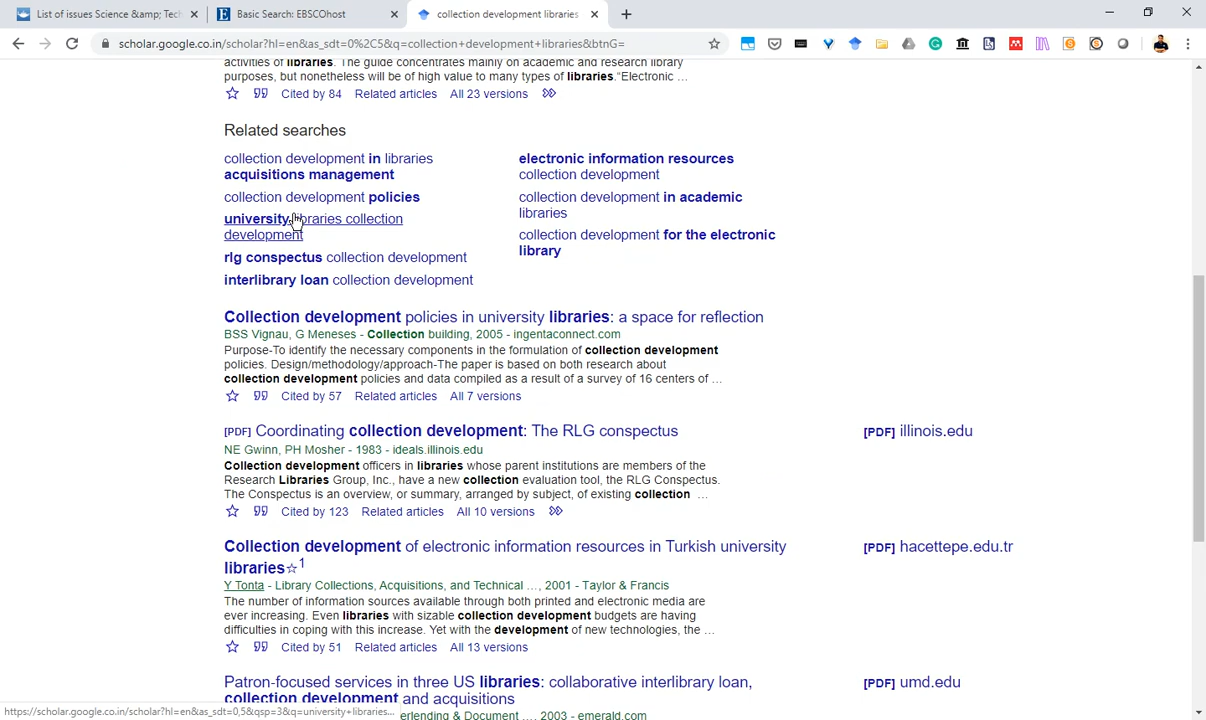 List of issues Science &amp; Tech
Basic Search: EBSCOhost
collection development libraries
scholar.google.co.in/scholar?hl=en&as_sdt=0%2C5&q=collection+development+libraries&btnG=
activities of libraries. The guide concentrates mainly on academic and research library
purposes, but nonetheless will be of high value to many types of libraries."Electronic ...
Cited by 84 Related articles All 23 versions
Related searches
collection development in libraries
acquisitions management
collection development policies
university libraries collection
development
rlg conspectus collection development
interlibrary loan collection development
electronic information resources
collection development
collection development in academic
libraries
collection development for the electronic
library
Collection development policies in university libraries: a space for reflection
BSS Vignau, G Meneses - Collection building, 2005 - ingentaconnect.com
Purpose-To identify the necessary components in the formulation of collection development
policies. Design/methodology/approach-The paper is based on both research about
collection development policies and data compiled as a result of a survey of 16 centers of ...
Cited by 57 Related articles All 7 versions
[PDF] Coordinating collection development: The RLG conspectus
[PDF] illinois.edu
NE Gwinn, PH Mosher - 1983 - ideals.illinois.edu
Collection development officers in libraries whose parent institutions are members of the
Research Libraries Group, Inc., have a new collection evaluation tool, the RLG Conspectus.
The Conspectus is an overview, or summary, arranged by subject, of existing collection ...
Cited by 123 Related articles All 10 versions
Collection development of electronic information resources in Turkish university
libraries☆1
[PDF] hacettepe.edu.tr
Y Tonta - Library Collections, Acquisitions, and Technical ..., 2001 - Taylor & Francis
The number of information sources available through both printed and electronic media are
ever increasing. Even libraries with sizable collection development budgets are having
difficulties in coping with this increase. Yet with the development of new technologies, the ...
Cited by 51 Related articles All 13 versions
Patron-focused services in three US libraries: collaborative interlibrary loan,
collection development and acquisitions
[PDF] umd.edu
erlending & Document ..., 2003 - emerald.com
https://scholar.google.co.in/scholar?hl=en&as_sdt=0,5&qsp=3&q=university+libraries...